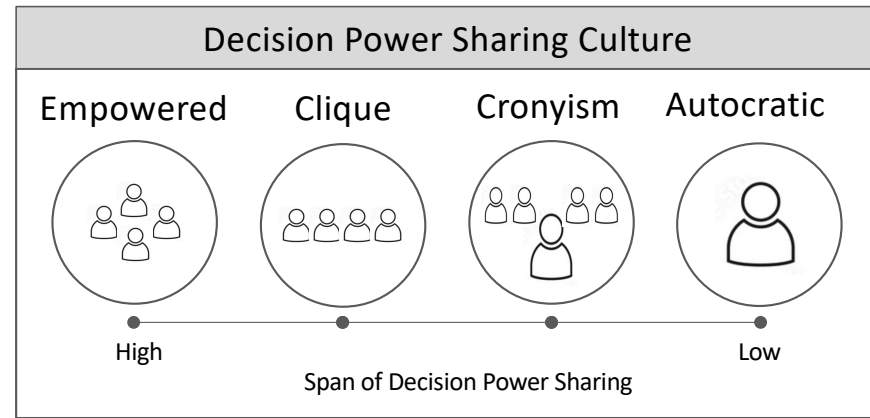 Decision Power Sharing Culture
Empowered Clique Cronyism Autocratic
High Low
Span of Decision Power Sharing